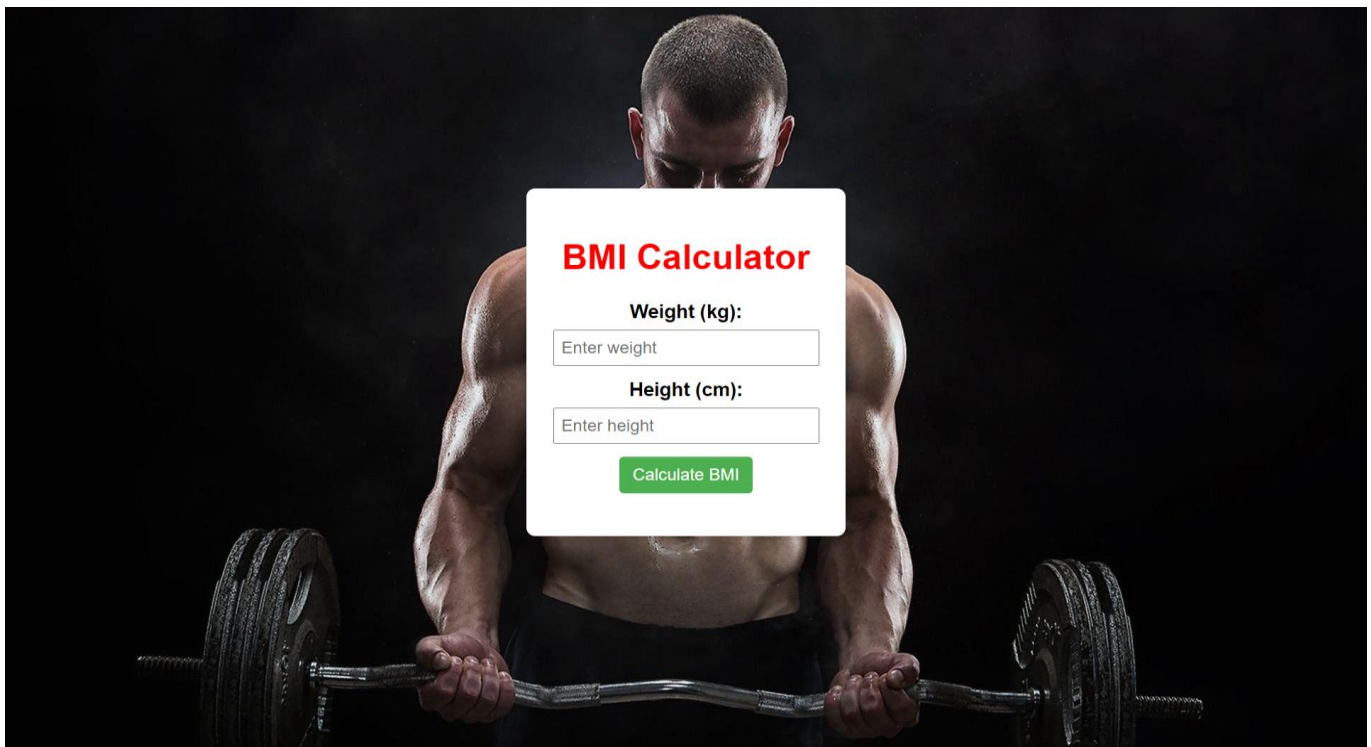 BMI Calculator
Weight (kg):
Enter weight
Height (cm):
Enter height
Calculate BMI